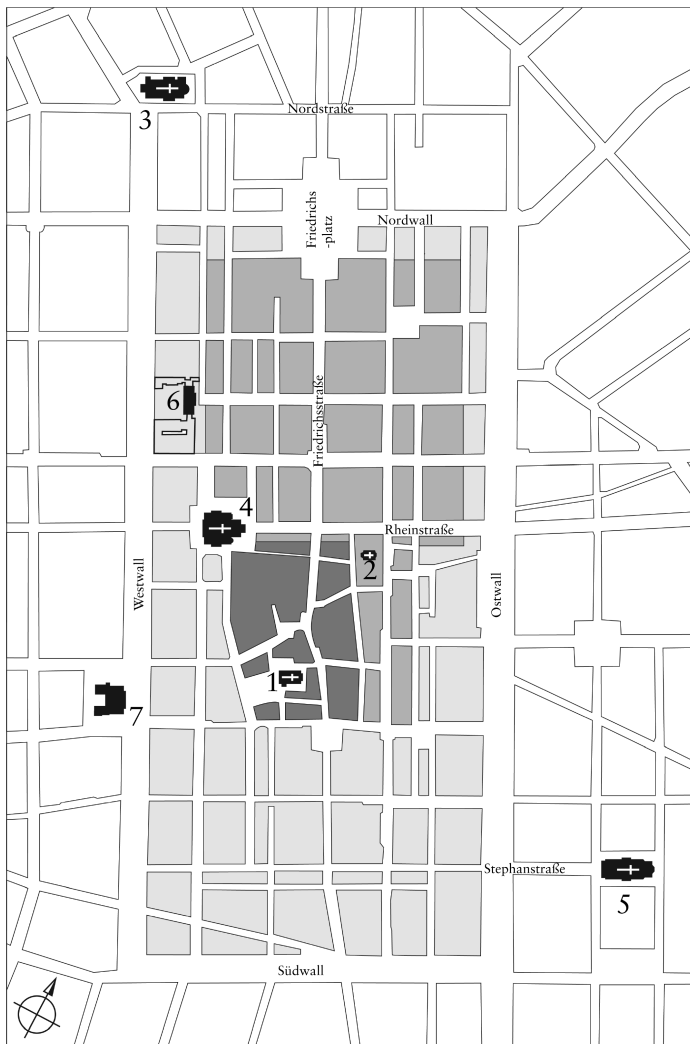 3
Nordstraße
Friedrichs
-platz
Nordwall
6
Friedrichsstraße
4
Rheinstraße
2
Westwall
Ostwall
1
7
Stephanstraße
5
Südwall